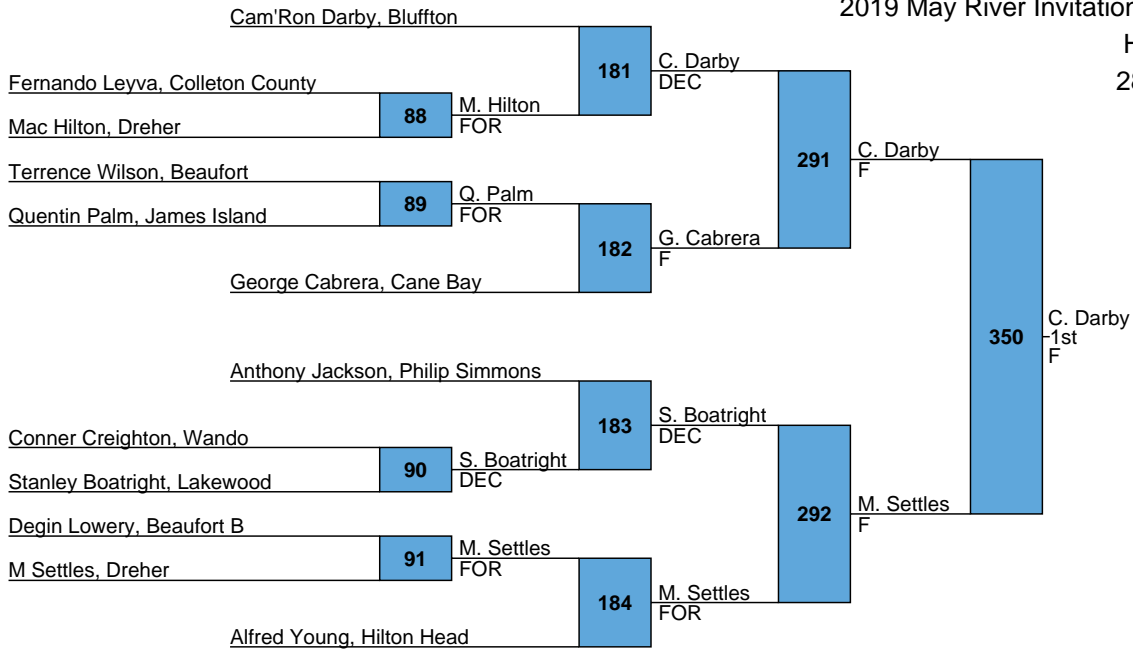 2019 May River Invitation
H
28
Cam'Ron Darby, Bluffton
181
C. Darby
DEC
Fernando Leyva, Colleton County
88
M. Hilton
FOR
Mac Hilton, Dreher
291
C. Darby
F
Terrence Wilson, Beaufort
89
Q. Palm
FOR
Quentin Palm, James Island
182
G. Cabrera
F
George Cabrera, Cane Bay
350
C. Darby
1st
F
Anthony Jackson, Philip Simmons
183
S. Boatright
DEC
Conner Creighton, Wando
90
S. Boatright
DEC
Stanley Boatright, Lakewood
292
M. Settles
F
Degin Lowery, Beaufort B
91
M. Settles
FOR
M Settles, Dreher
184
M. Settles
FOR
Alfred Young, Hilton Head